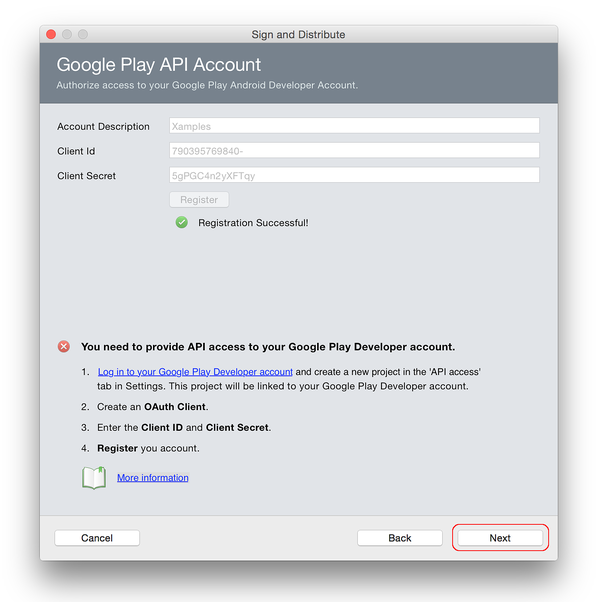 Sign and Distribute
Google Play API Account
Authorize access to your Google Play Android Developer Account.
Account Description Xamples
Client Id 790395769840-
Client Secret 5gPGC4n2yXFTqy
Register
Registration Successful!
You need to provide API access to your Google Play Developer account.
1. Log in to your Google Play Developer account and create a new project in the 'API access'
tab in Settings. This project will be linked to your Google Play Developer account.
2. Create an OAuth Client.
3. Enter the Client ID and Client Secret.
4. Register you account.
More information
Cancel Back Next